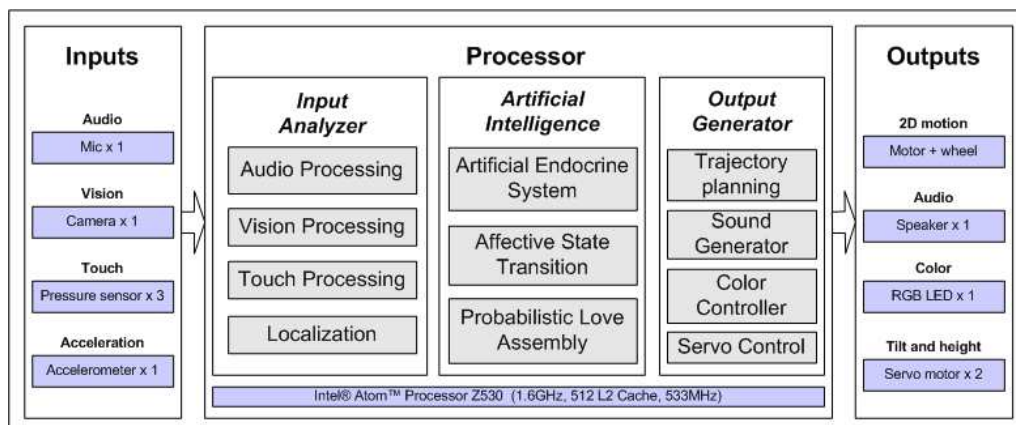 Inputs
Audio
Mic x 1
Vision
Camera x 1
Touch
Pressure sensor x 3
Acceleration
Accelerometer x 1
Processor
Input
Analyzer
Audio Processing
Vision Processing
Touch Processing
Localization
Artificial
Intelligence
Artificial Endocrine
System
Affective State
Transition
Probabilistic Love
Assembly
Output
Generator
Trajectory
planning
Sound
Generator
Color
Controller
Servo Control
Intel® Atom™ Processor Z530 (1.6GHz, 512 L2 Cache, 533MHz)
Outputs
2D motion
Motor + wheel
Audio
Speaker x 1
Color
RGB LED x 1
Tilt and height
Servo motor x 2